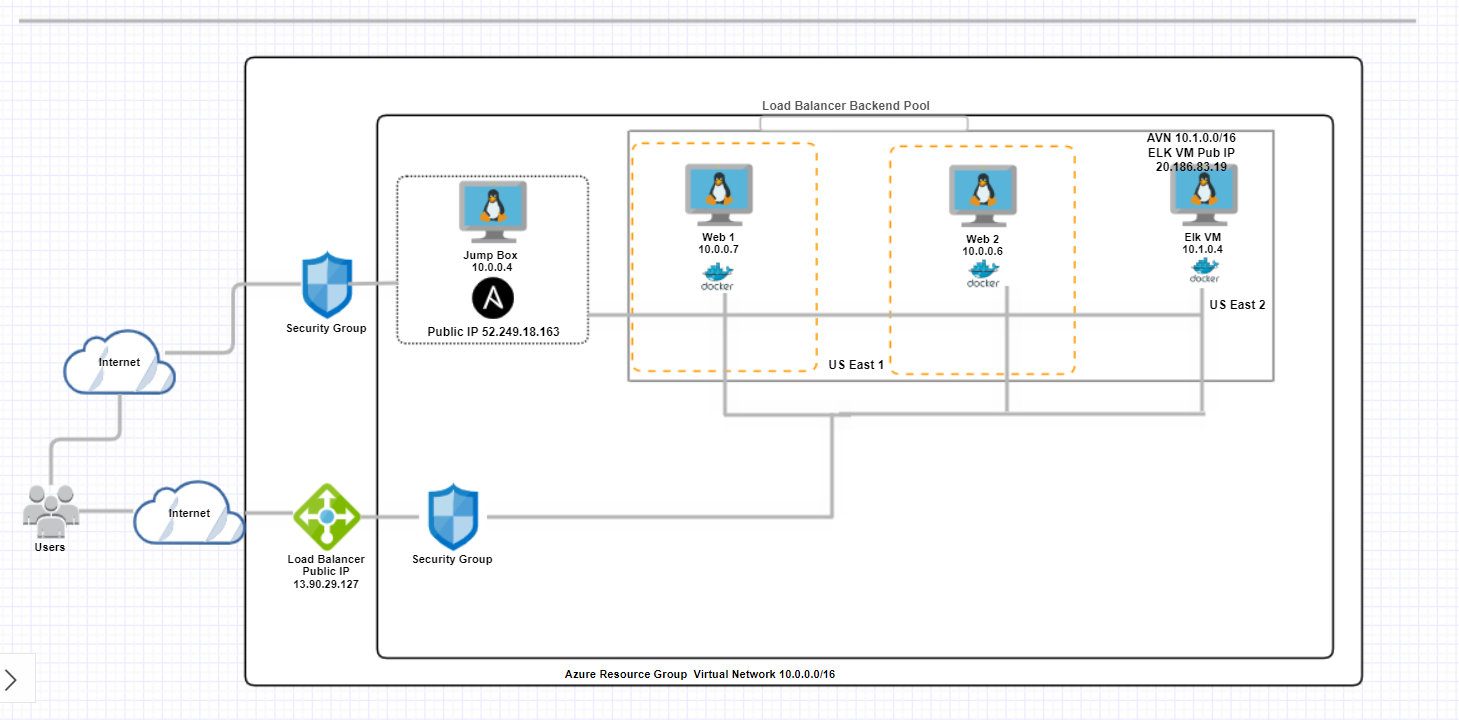 Load Balancer Backend Pool
AVN 10.1.0.0/16
ELK VM Pub IP
20.186.83.19
Jump Box
10.0.0.4
Public IP 52.249.18.163
Web 1
10.0.0.7
docker
Web 2
10.0.0.6
docker
Elk VM
10.1.0.4
docker
US East 2
US East 1
Security Group
Internet
Internet
Users
Load Balancer
Public IP
13.90.29.127
Security Group
Azure Resource Group Virtual Network 10.0.0.0/16